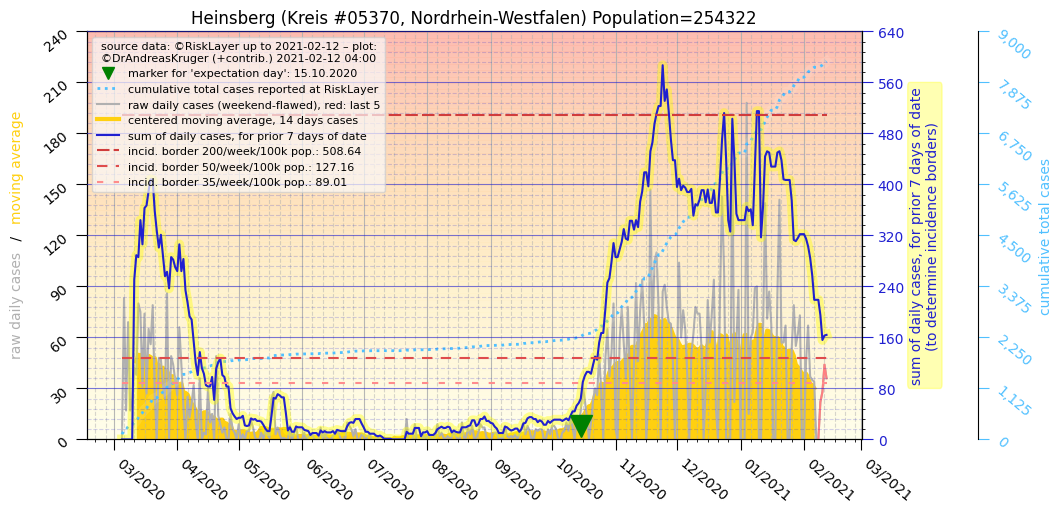 Heinsberg (Kreis #05370, Nordrhein-Westfalen) Population=254322
source data: ©RiskLayer up to 2021-02-12 – plot:
©DrAndreasKruger (+contrib.) 2021-02-12 04:00
marker for 'expectation day': 15.10.2020
cumulative total cases reported at RiskLayer
raw daily cases (weekend-flawed), red: last 5
centered moving average, 14 days cases
sum of daily cases, for prior 7 days of date
incid. border 200/week/100k pop.: 508.64
incid. border 50/week/100k pop.: 127.16
incid. border 35/week/100k pop.: 89.01
raw daily cases / moving average
240
210
180
150
120
90
60
30
0
640
560
480
400
320
240
160
80
0
sum of daily cases, for prior 7 days of date
(to determine incidence borders)
9,000
7,875
6,750
5,625
4,500
3,375
2,250
1,125
0
cumulative total cases
03/2020
04/2020
05/2020
06/2020
07/2020
08/2020
09/2020
10/2020
11/2020
12/2020
01/2021
02/2021
03/2021